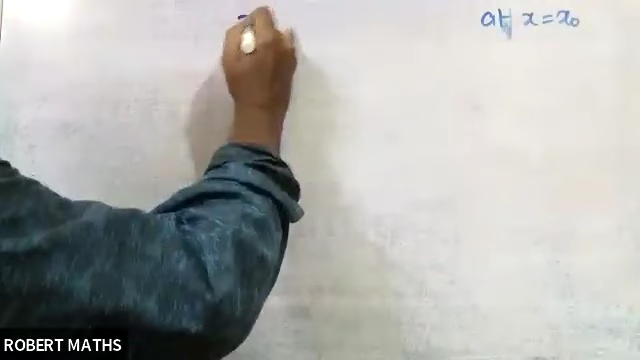 at x = x₀
ROBERT MATHS